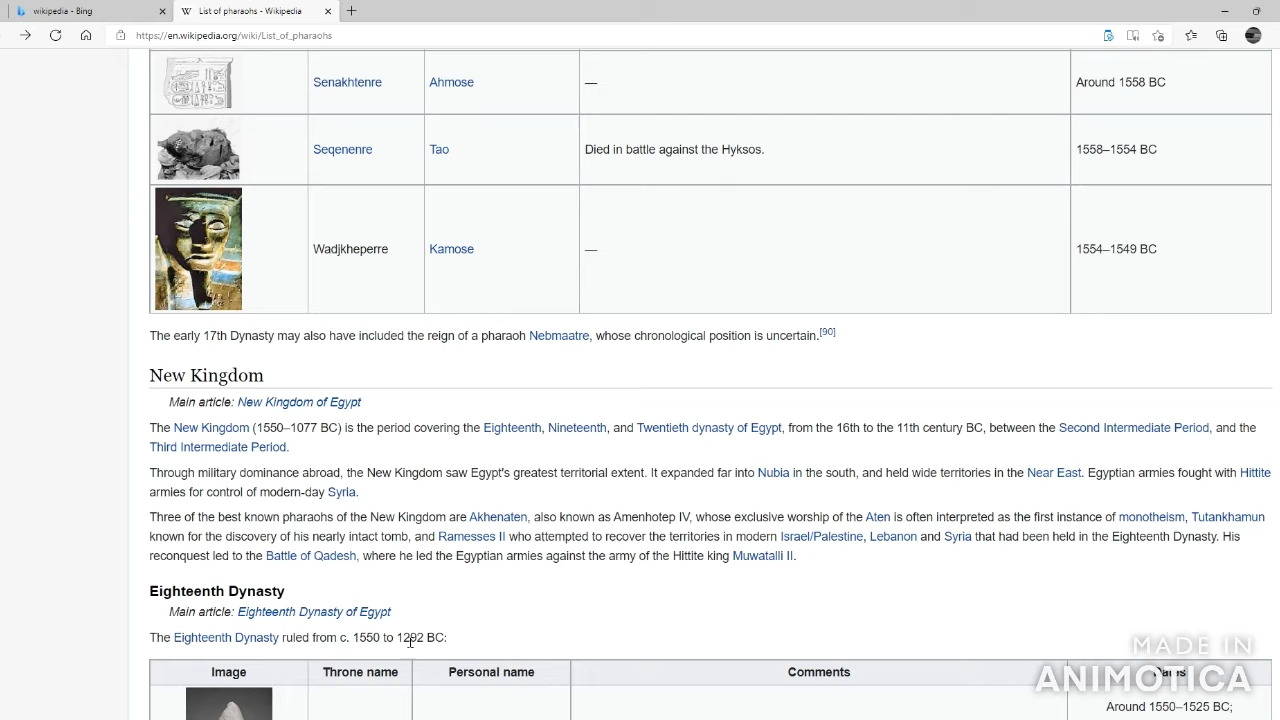 wikipedia - Bing
List of pharaohs - Wikipedia
https://en.wikipedia.org/wiki/List_of_pharaohs
Senakhtenre Ahmose — Around 1558 BC
Seqenenre Tao Died in battle against the Hyksos. 1558–1554 BC
Wadjkheperre Kamose — 1554–1549 BC
The early 17th Dynasty may also have included the reign of a pharaoh Nebmaatre, whose chronological position is uncertain.[90]
New Kingdom
Main article: New Kingdom of Egypt
The New Kingdom (1550–1077 BC) is the period covering the Eighteenth, Nineteenth, and Twentieth dynasty of Egypt, from the 16th to the 11th century BC, between the Second Intermediate Period, and the
Third Intermediate Period.
Through military dominance abroad, the New Kingdom saw Egypt's greatest territorial extent. It expanded far into Nubia in the south, and held wide territories in the Near East. Egyptian armies fought with Hittite
armies for control of modern-day Syria.
Three of the best known pharaohs of the New Kingdom are Akhenaten, also known as Amenhotep IV, whose exclusive worship of the Aten is often interpreted as the first instance of monotheism, Tutankhamun
known for the discovery of his nearly intact tomb, and Ramesses II who attempted to recover the territories in modern Israel/Palestine, Lebanon and Syria that had been held in the Eighteenth Dynasty. His
reconquest led to the Battle of Qadesh, where he led the Egyptian armies against the army of the Hittite king Muwatalli II.
Eighteenth Dynasty
Main article: Eighteenth Dynasty of Egypt
The Eighteenth Dynasty ruled from c. 1550 to 1292 BC:
Image Throne name Personal name Comments Dates
Around 1550–1525 BC;
MADE IN
ANIMOTICA